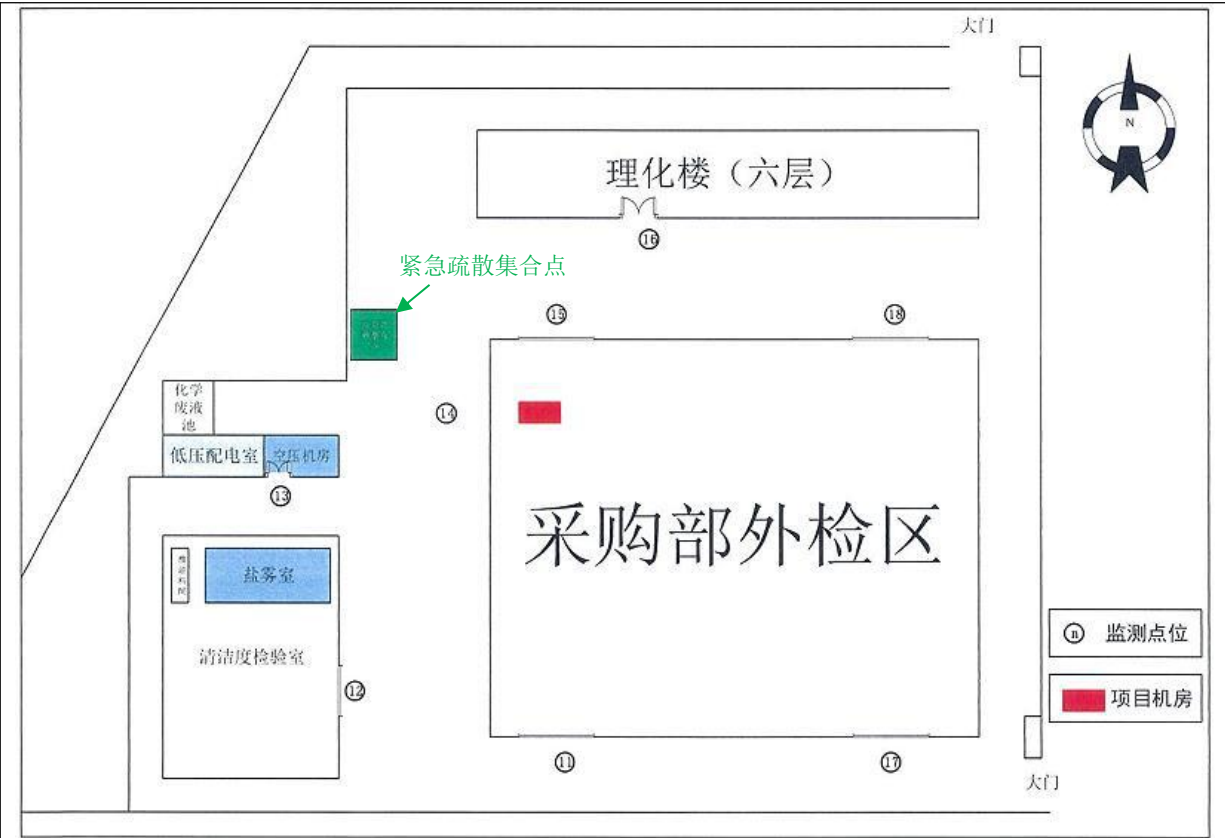 大门
N
理化楼（六层）
⑯
紧急疏散集合点
⑮
⑱
⑭
化学
废液
池
低压配电室
空压机房
⑬
采购部外检区
盐雾室
清洁度检验室
⑫
ⓝ 监测点位
项目机房
⑪
⑰
大门